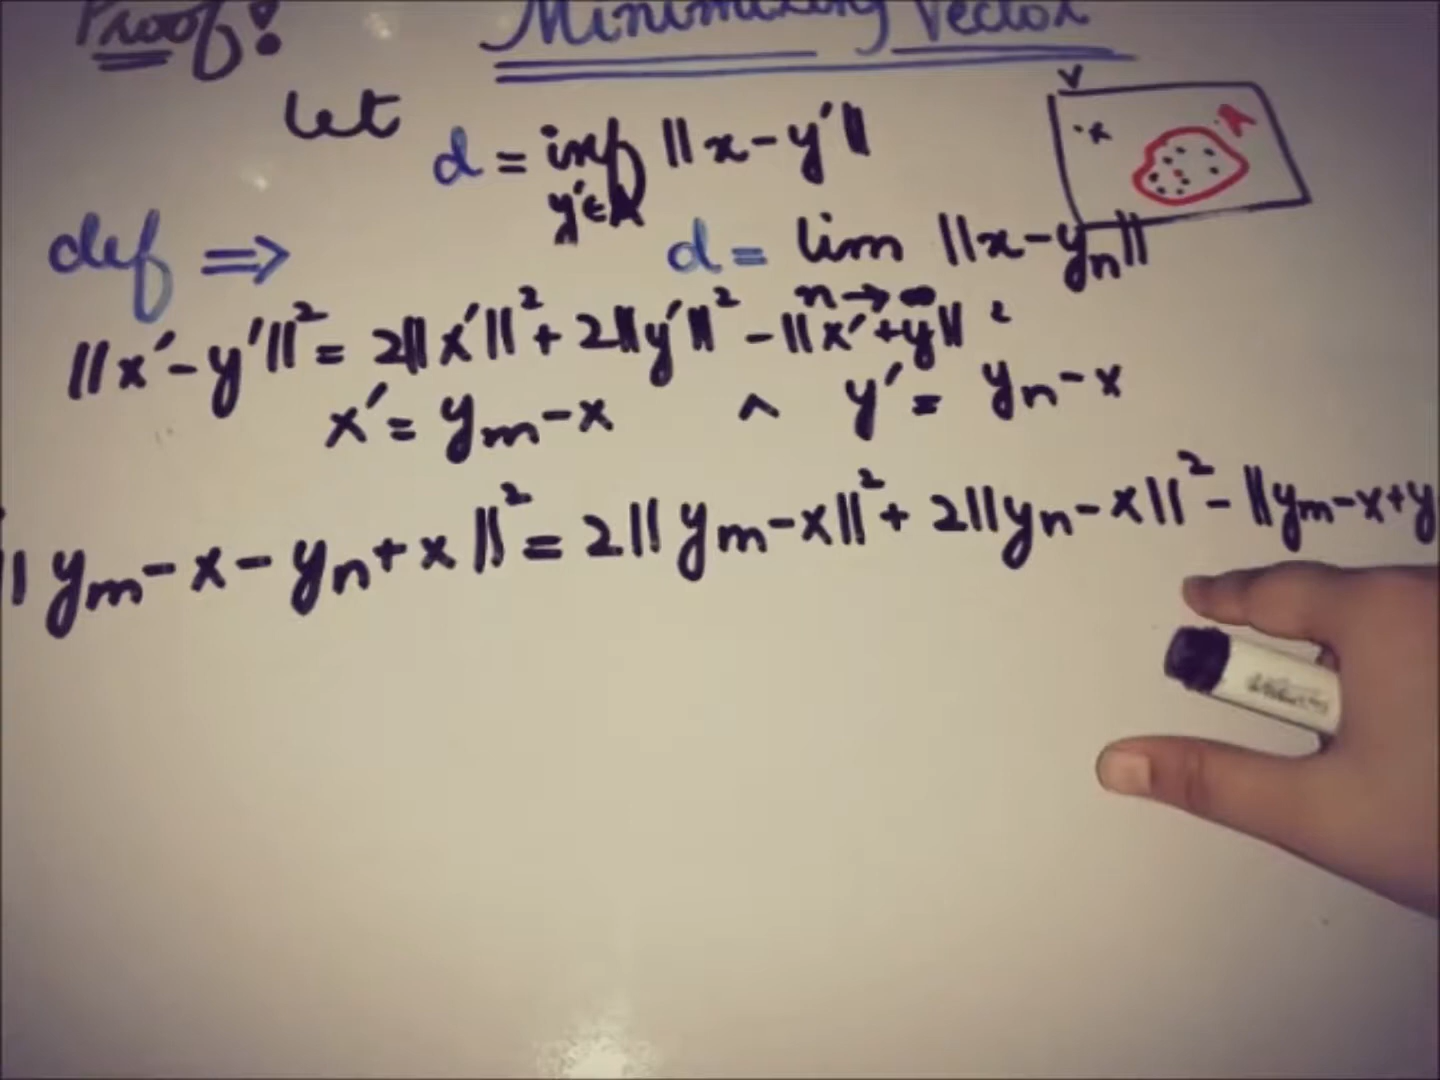 Proof: Minimizing Vector
let d = inf ||x - y'||
y'∈A
V
·x
A
def ⇒ d = lim ||x - yₙ||
n→∞
||x' - y'||² = 2||x'||² + 2||y'||² - ||x' + y'||²
x' = yₘ - x ^ y' = yₙ - x
|| yₘ - x - yₙ + x ||² = 2|| yₘ - x||² + 2||yₙ - x||² - ||yₘ - x + y